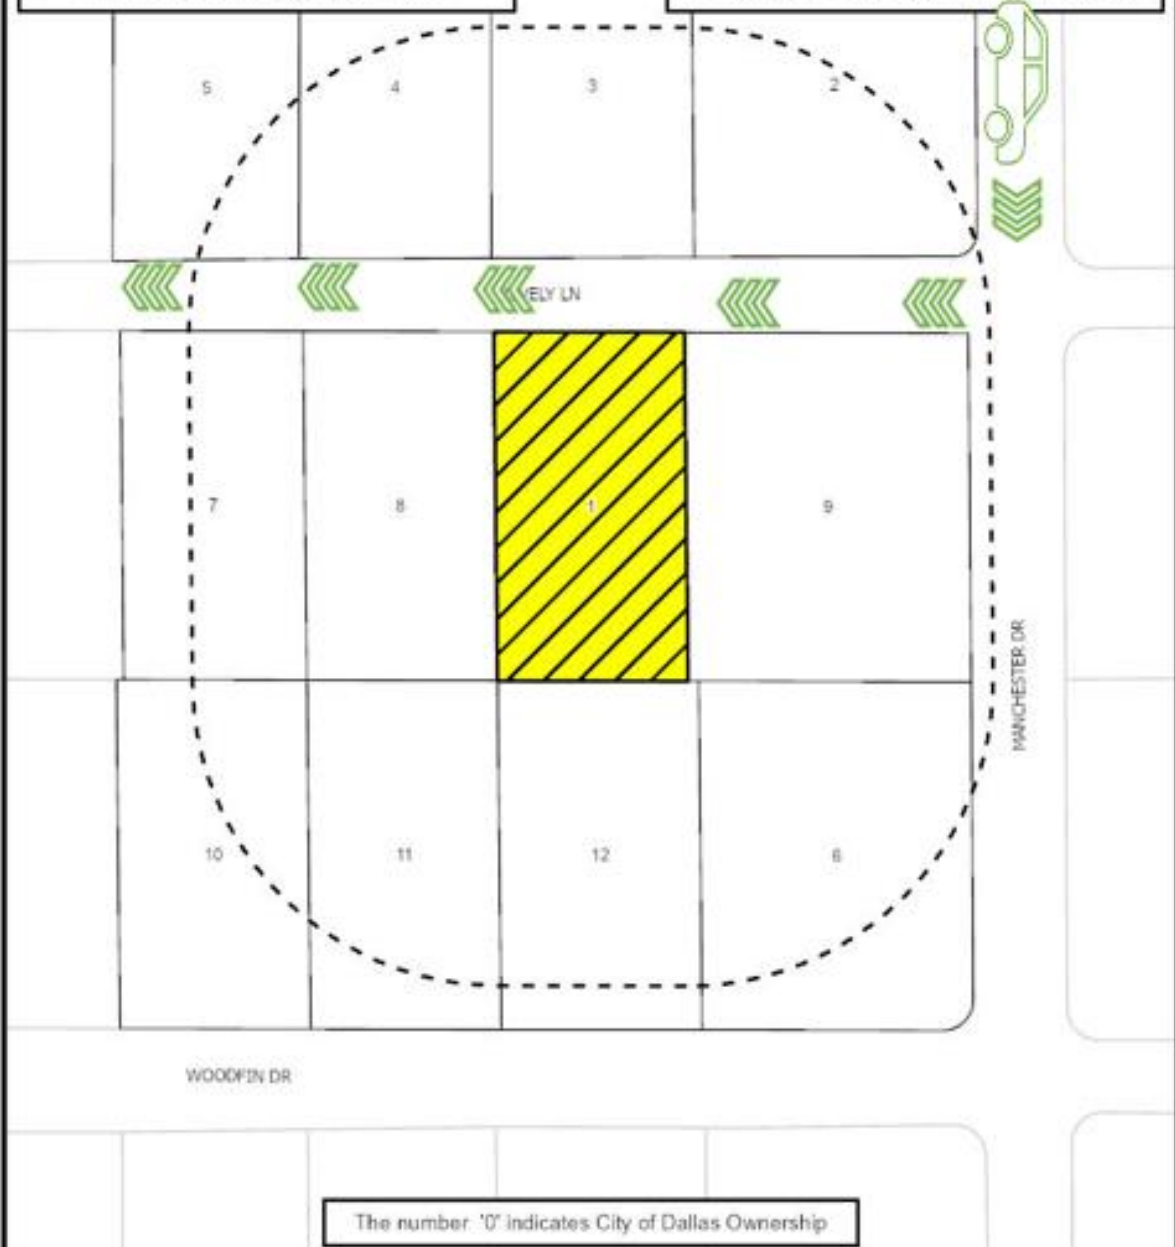 5 4 3 2
ELY LN
7 8 1 9
MANCHESTER DR
10 11 12 6
WOODFIN DR
The number '0' indicates City of Dallas Ownership